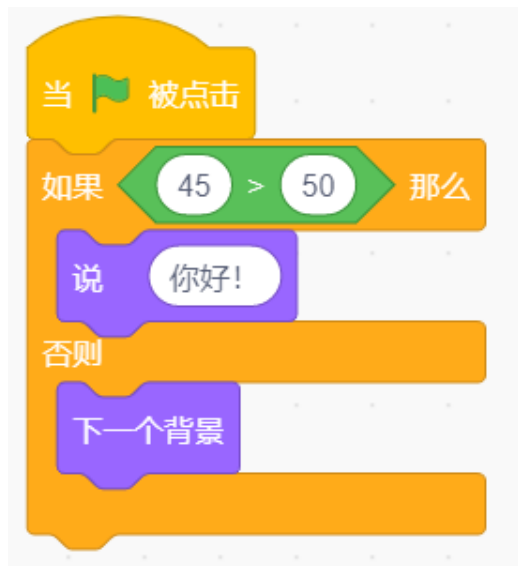 当 被点击
如果 45 > 50 那么
说 你好!
否则
下一个背景